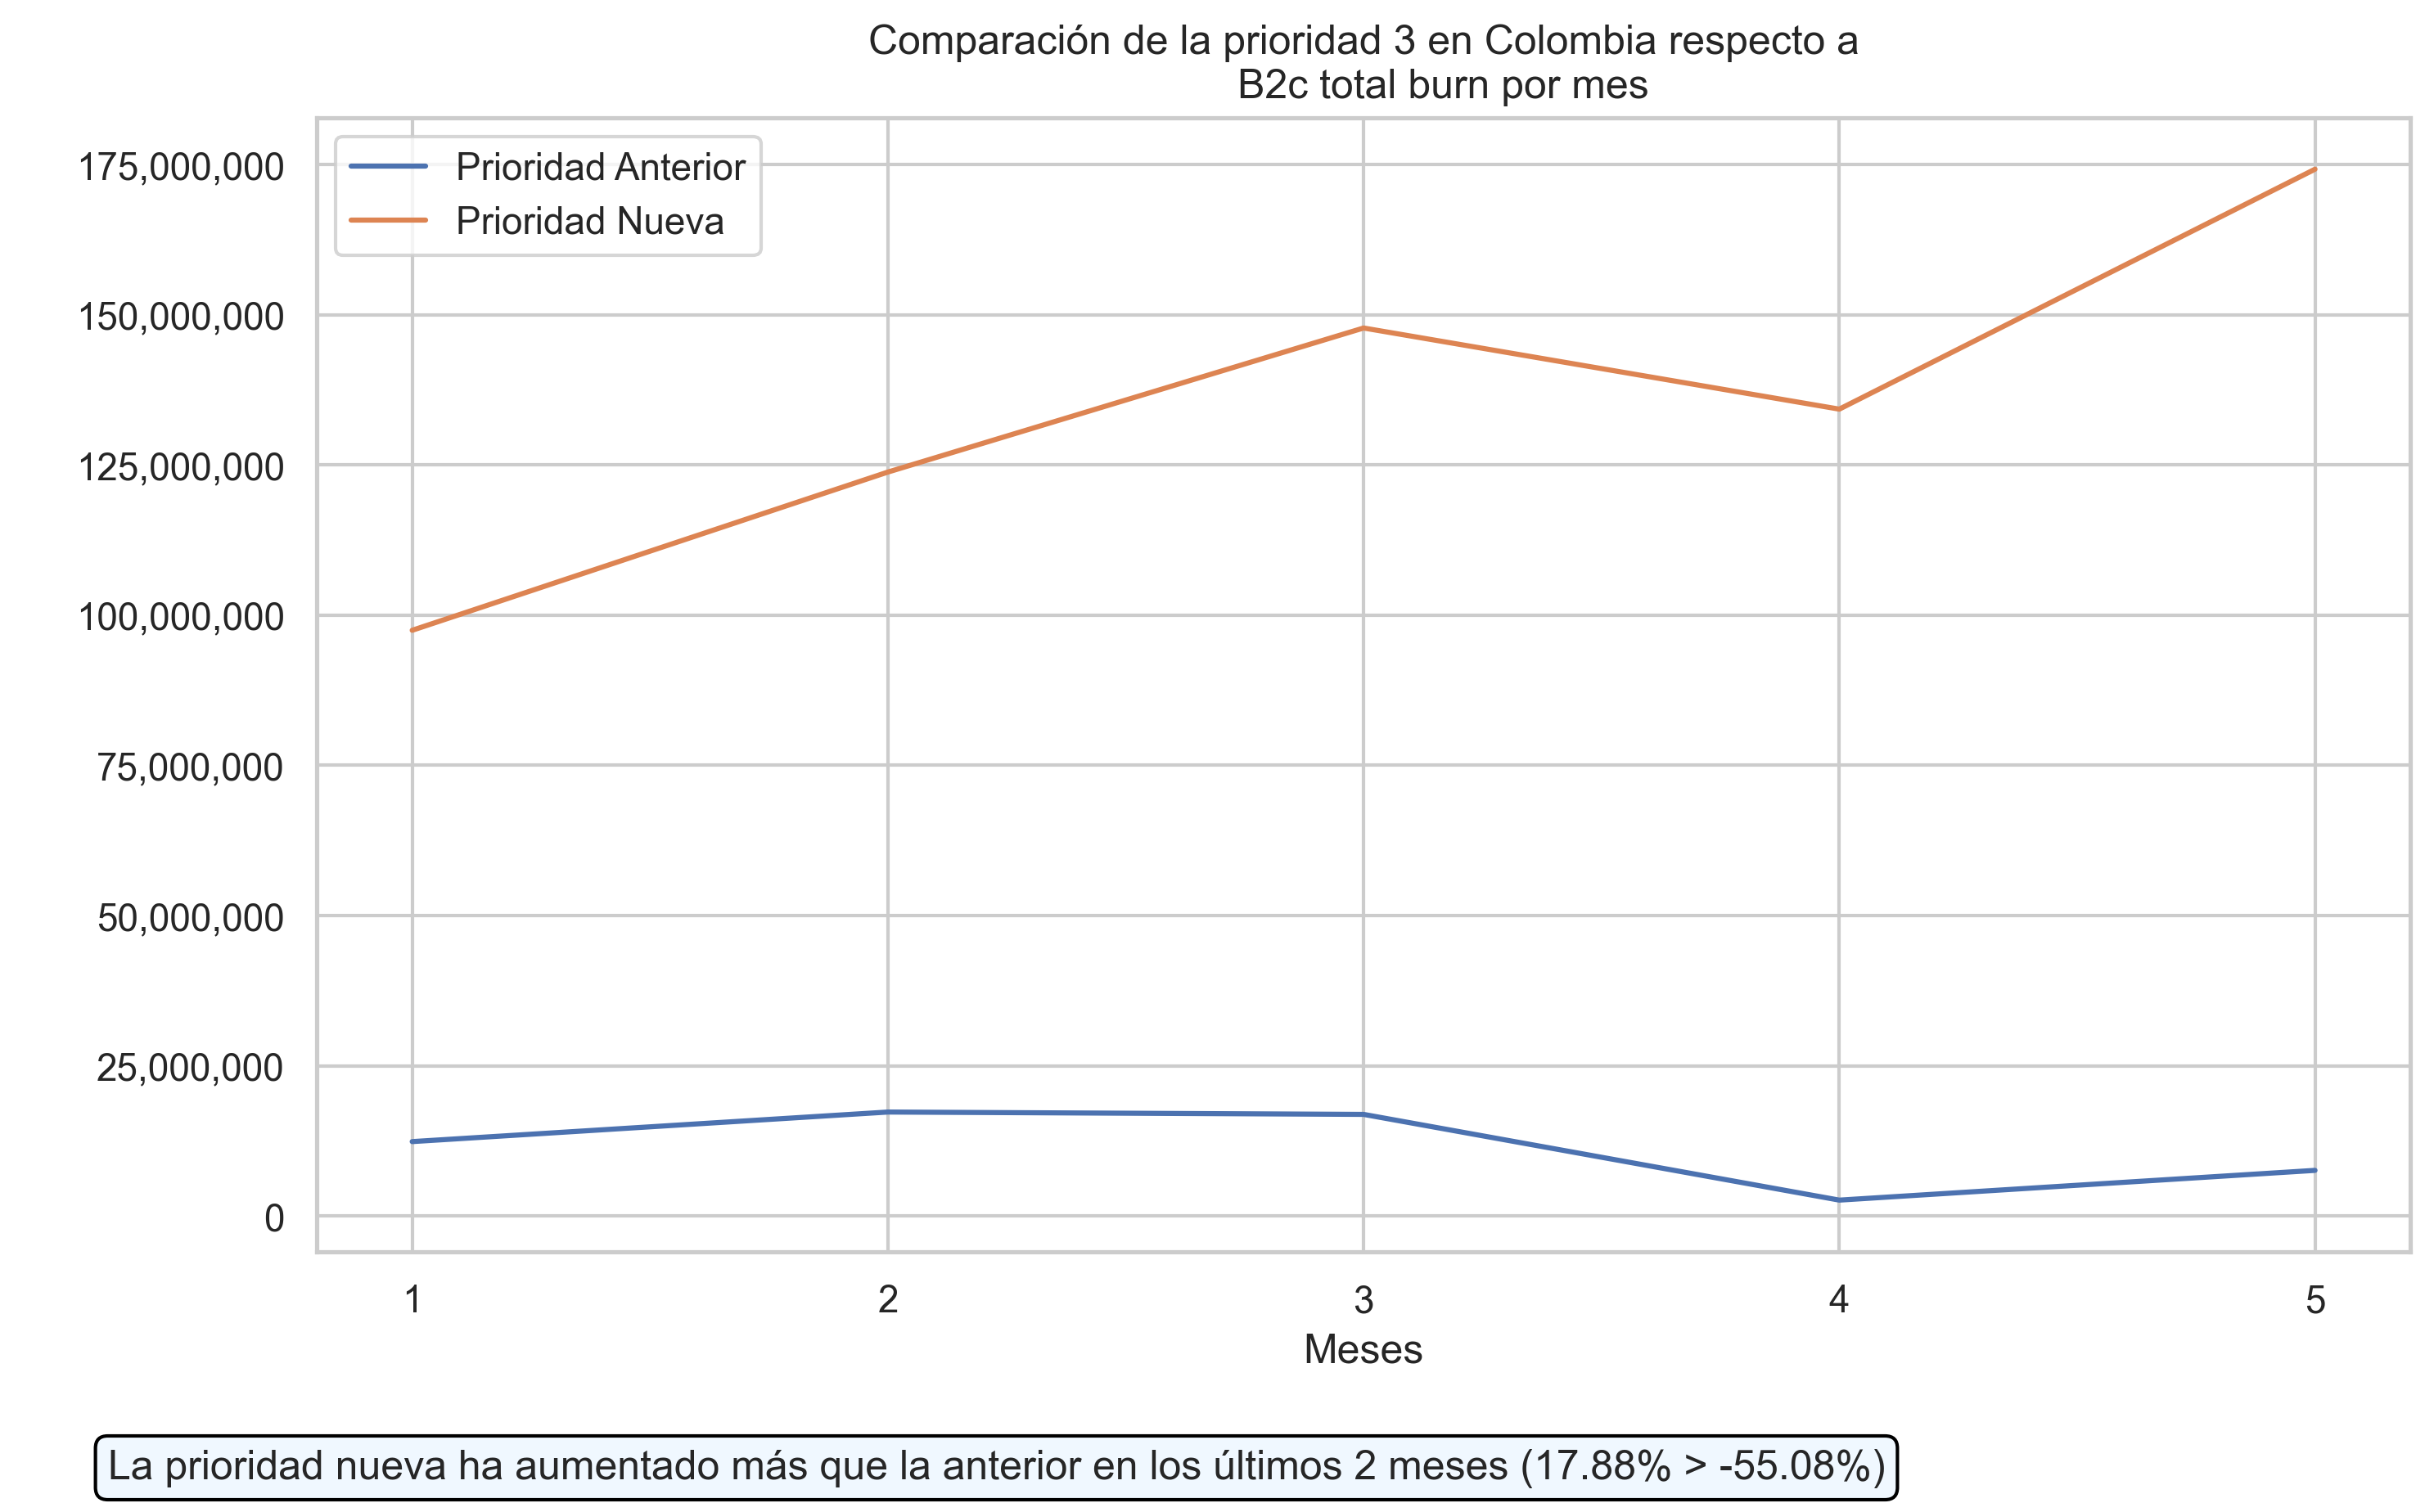 Comparación de la prioridad 3 en Colombia respecto a
B2c total burn por mes
Prioridad Anterior
Prioridad Nueva
175,000,000
150,000,000
125,000,000
100,000,000
75,000,000
50,000,000
25,000,000
0
1 2 3 4 5
Meses
La prioridad nueva ha aumentado más que la anterior en los últimos 2 meses (17.88% > -55.08%)